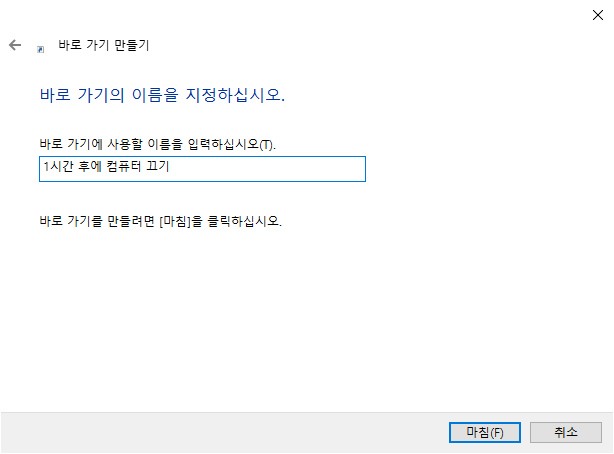 바로 가기 만들기
바로 가기의 이름을 지정하십시오.
바로 가기에 사용할 이름을 입력하십시오(T).
1시간 후에 컴퓨터 끄기
바로 가기를 만들려면 [마침]을 클릭하십시오.
마침(F)
취소